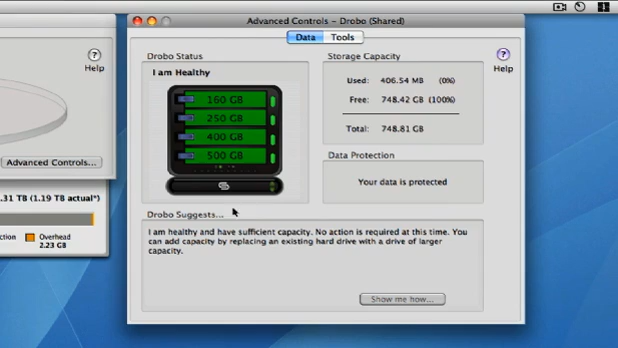 Advanced Controls – Drobo (Shared)
Data Tools
Help
Advanced Controls...
.31 TB (1.19 TB actual*)
ction Overhead
2.23 GB
Drobo Status
I am Healthy
160 GB
250 GB
400 GB
500 GB
Storage Capacity
Used: 406.54 MB (0%)
Free: 748.42 GB (100%)
Total: 748.81 GB
? Help
Data Protection
Your data is protected
Drobo Suggests...
I am healthy and have sufficient capacity. No action is required at this time. You
can add capacity by replacing an existing hard drive with a drive of larger
capacity.
Show me how...